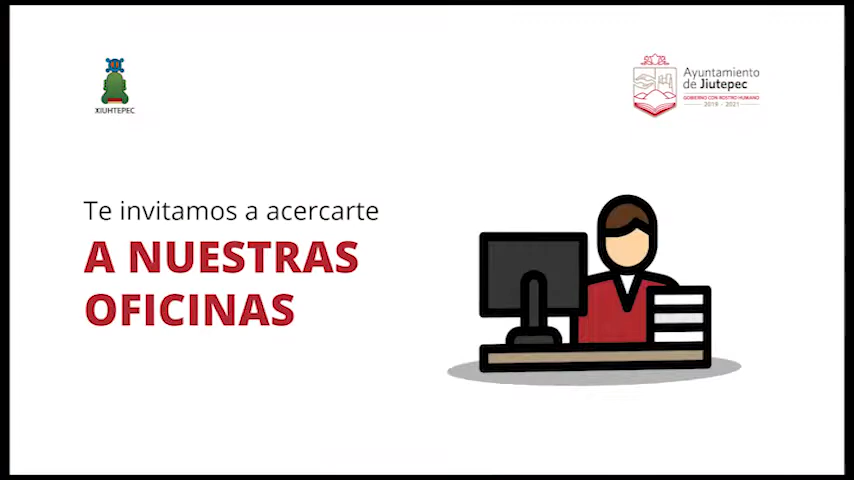 XIUHTEPEC
Ayuntamiento
de Jiutepec
GOBIERNO CON ROSTRO HUMANO
2019 - 2021
Te invitamos a acercarte
A NUESTRAS
OFICINAS